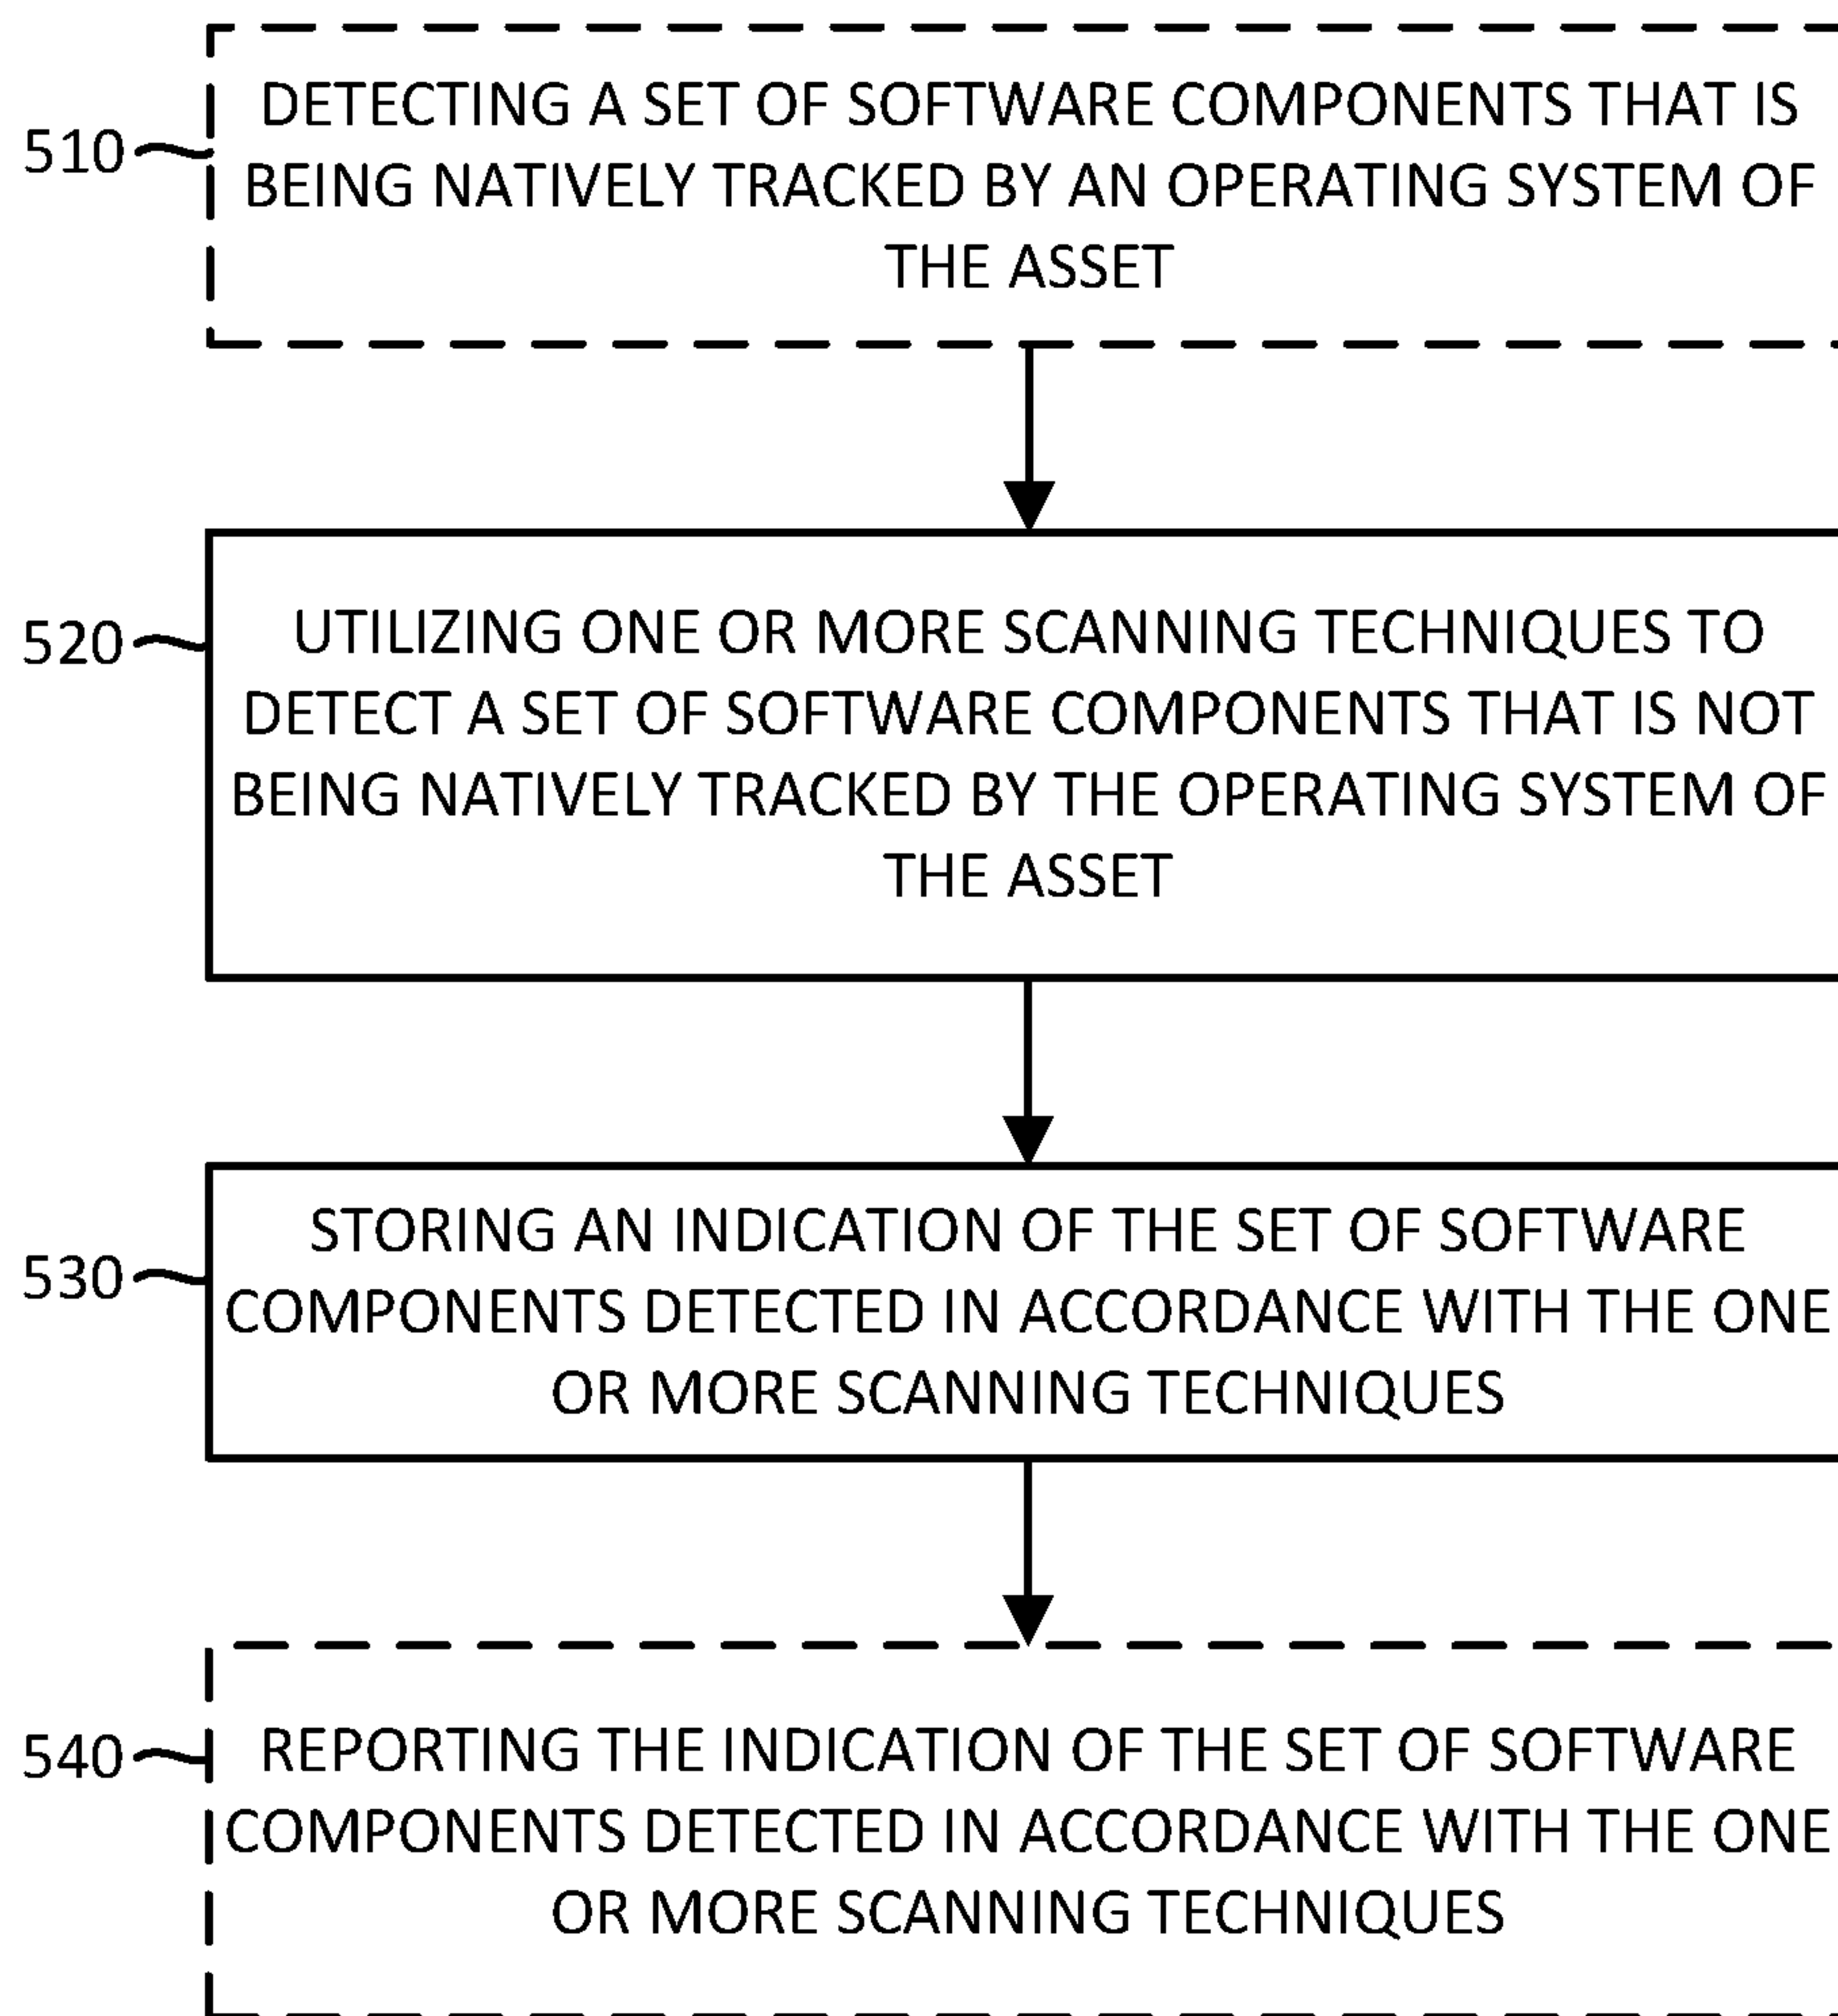 DETECTING A SET OF SOFTWARE COMPONENTS THAT IS
510
BEING NATIVELY TRACKED BY AN OPERATING SYSTEM OF
THE ASSET
520
UTILIZING ONE OR MORE SCANNING TECHNIQUES TO
DETECT A SET OF SOFTWARE COMPONENTS THAT IS NOT
BEING NATIVELY TRACKED BY THE OPERATING SYSTEM OF
THE ASSET
STORING AN INDICATION OF THE SET OF SOFTWARE
530
COMPONENTS DETECTED IN ACCORDANCE WITH THE ONE
OR MORE SCANNING TECHNIQUES
540
REPORTING THE INDICATION OF THE SET OF SOFTWARE
COMPONENTS DETECTED IN ACCORDANCE WITH THE ONE
OR MORE SCANNING TECHNIQUES